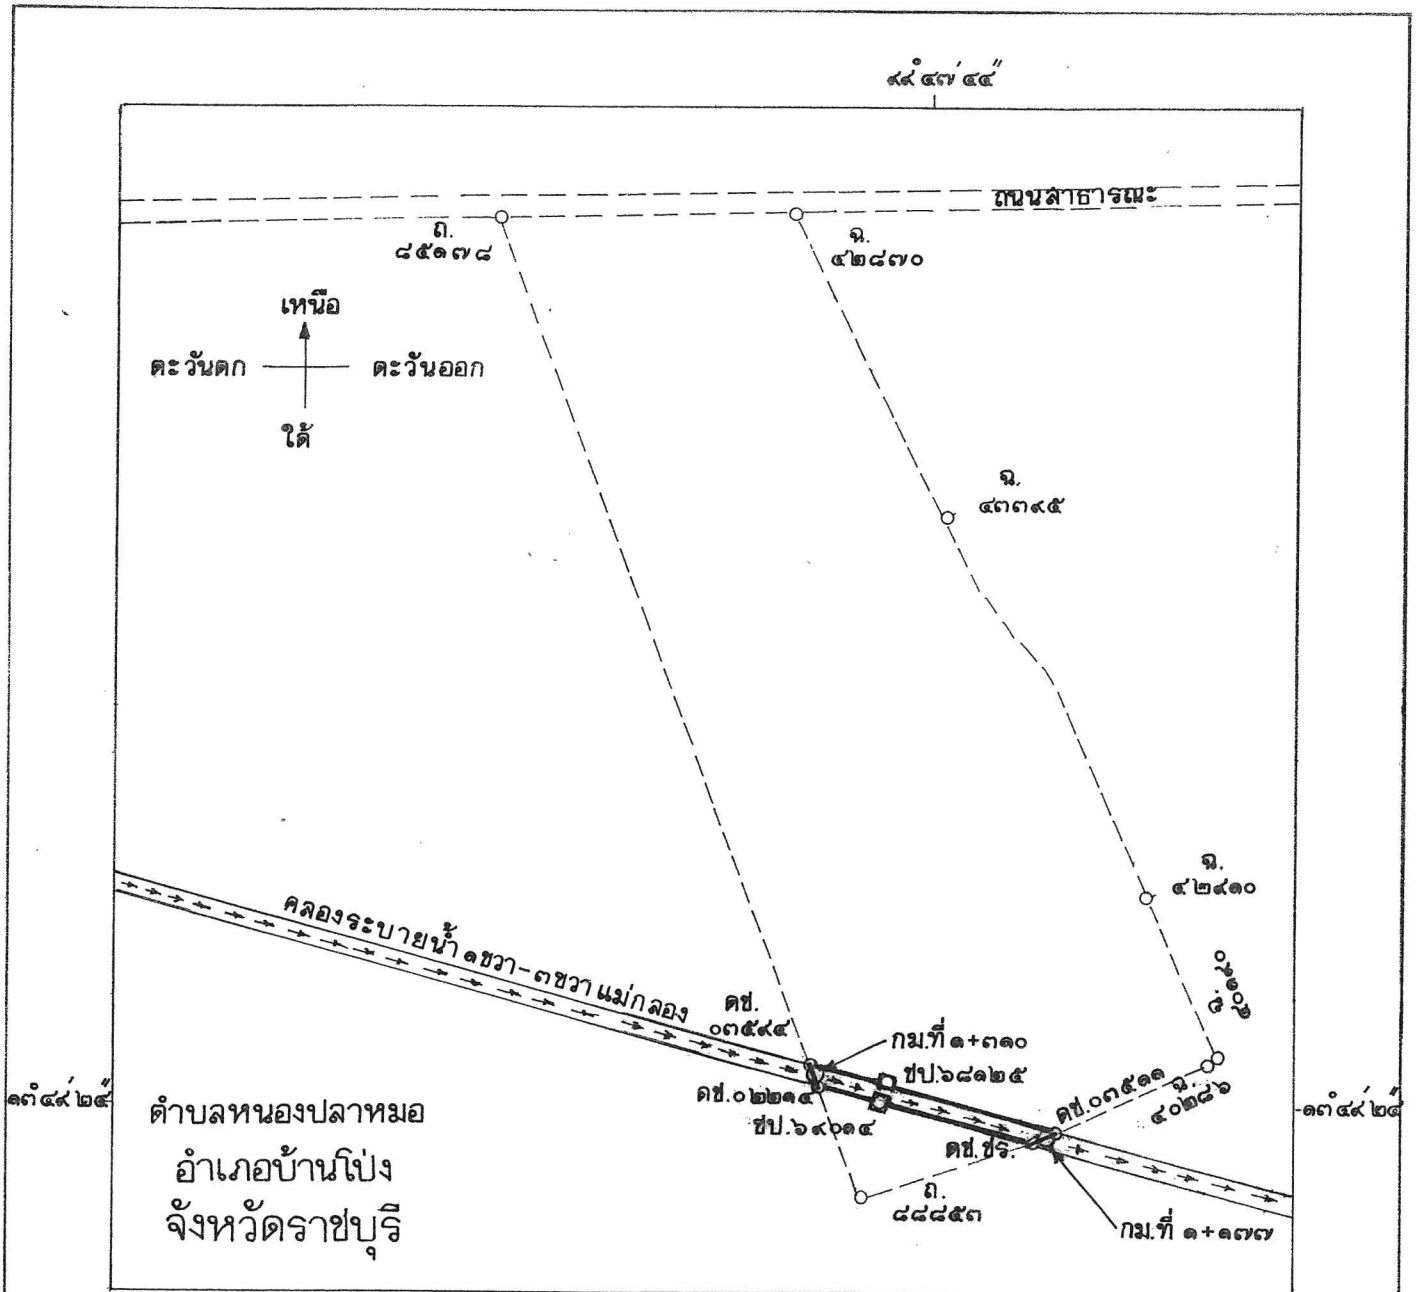 ๙๙° ๔๗′ ๔๔″
ถนนสาธารณะ
ถ.
๘๕๑๗๘
ฉ.
๔๒๘๗๐
เหนือ
ตะวันตก
ตะวันออก
ใต้
ฉ.
๔๓๓๙๕
ฉ.
๔๒๙๑๐
คลองระบายน้ำ ๑ขวา-๓ขวา แม่กลอง
ดช.
๐๓๕๙๔
กม.ที่ ๑+๓๑๐
ชป.๖๘๑๒๕
ดช.๐๓๕๑๑
ฉ.
๔๐๒๘๖
๑๓° ๔๙′ ๒๕″
ดช.๐๒๒๑๕
ชป.๖๙๐๑๔
๑๓° ๔๙′ ๒๕″
ดช.ชร.
ตำบลหนองปลาหมอ
อำเภอบ้านโป่ง
จังหวัดราชบุรี
ถ.
๘๘๘๕๓
กม.ที่ ๑+๑๗๗